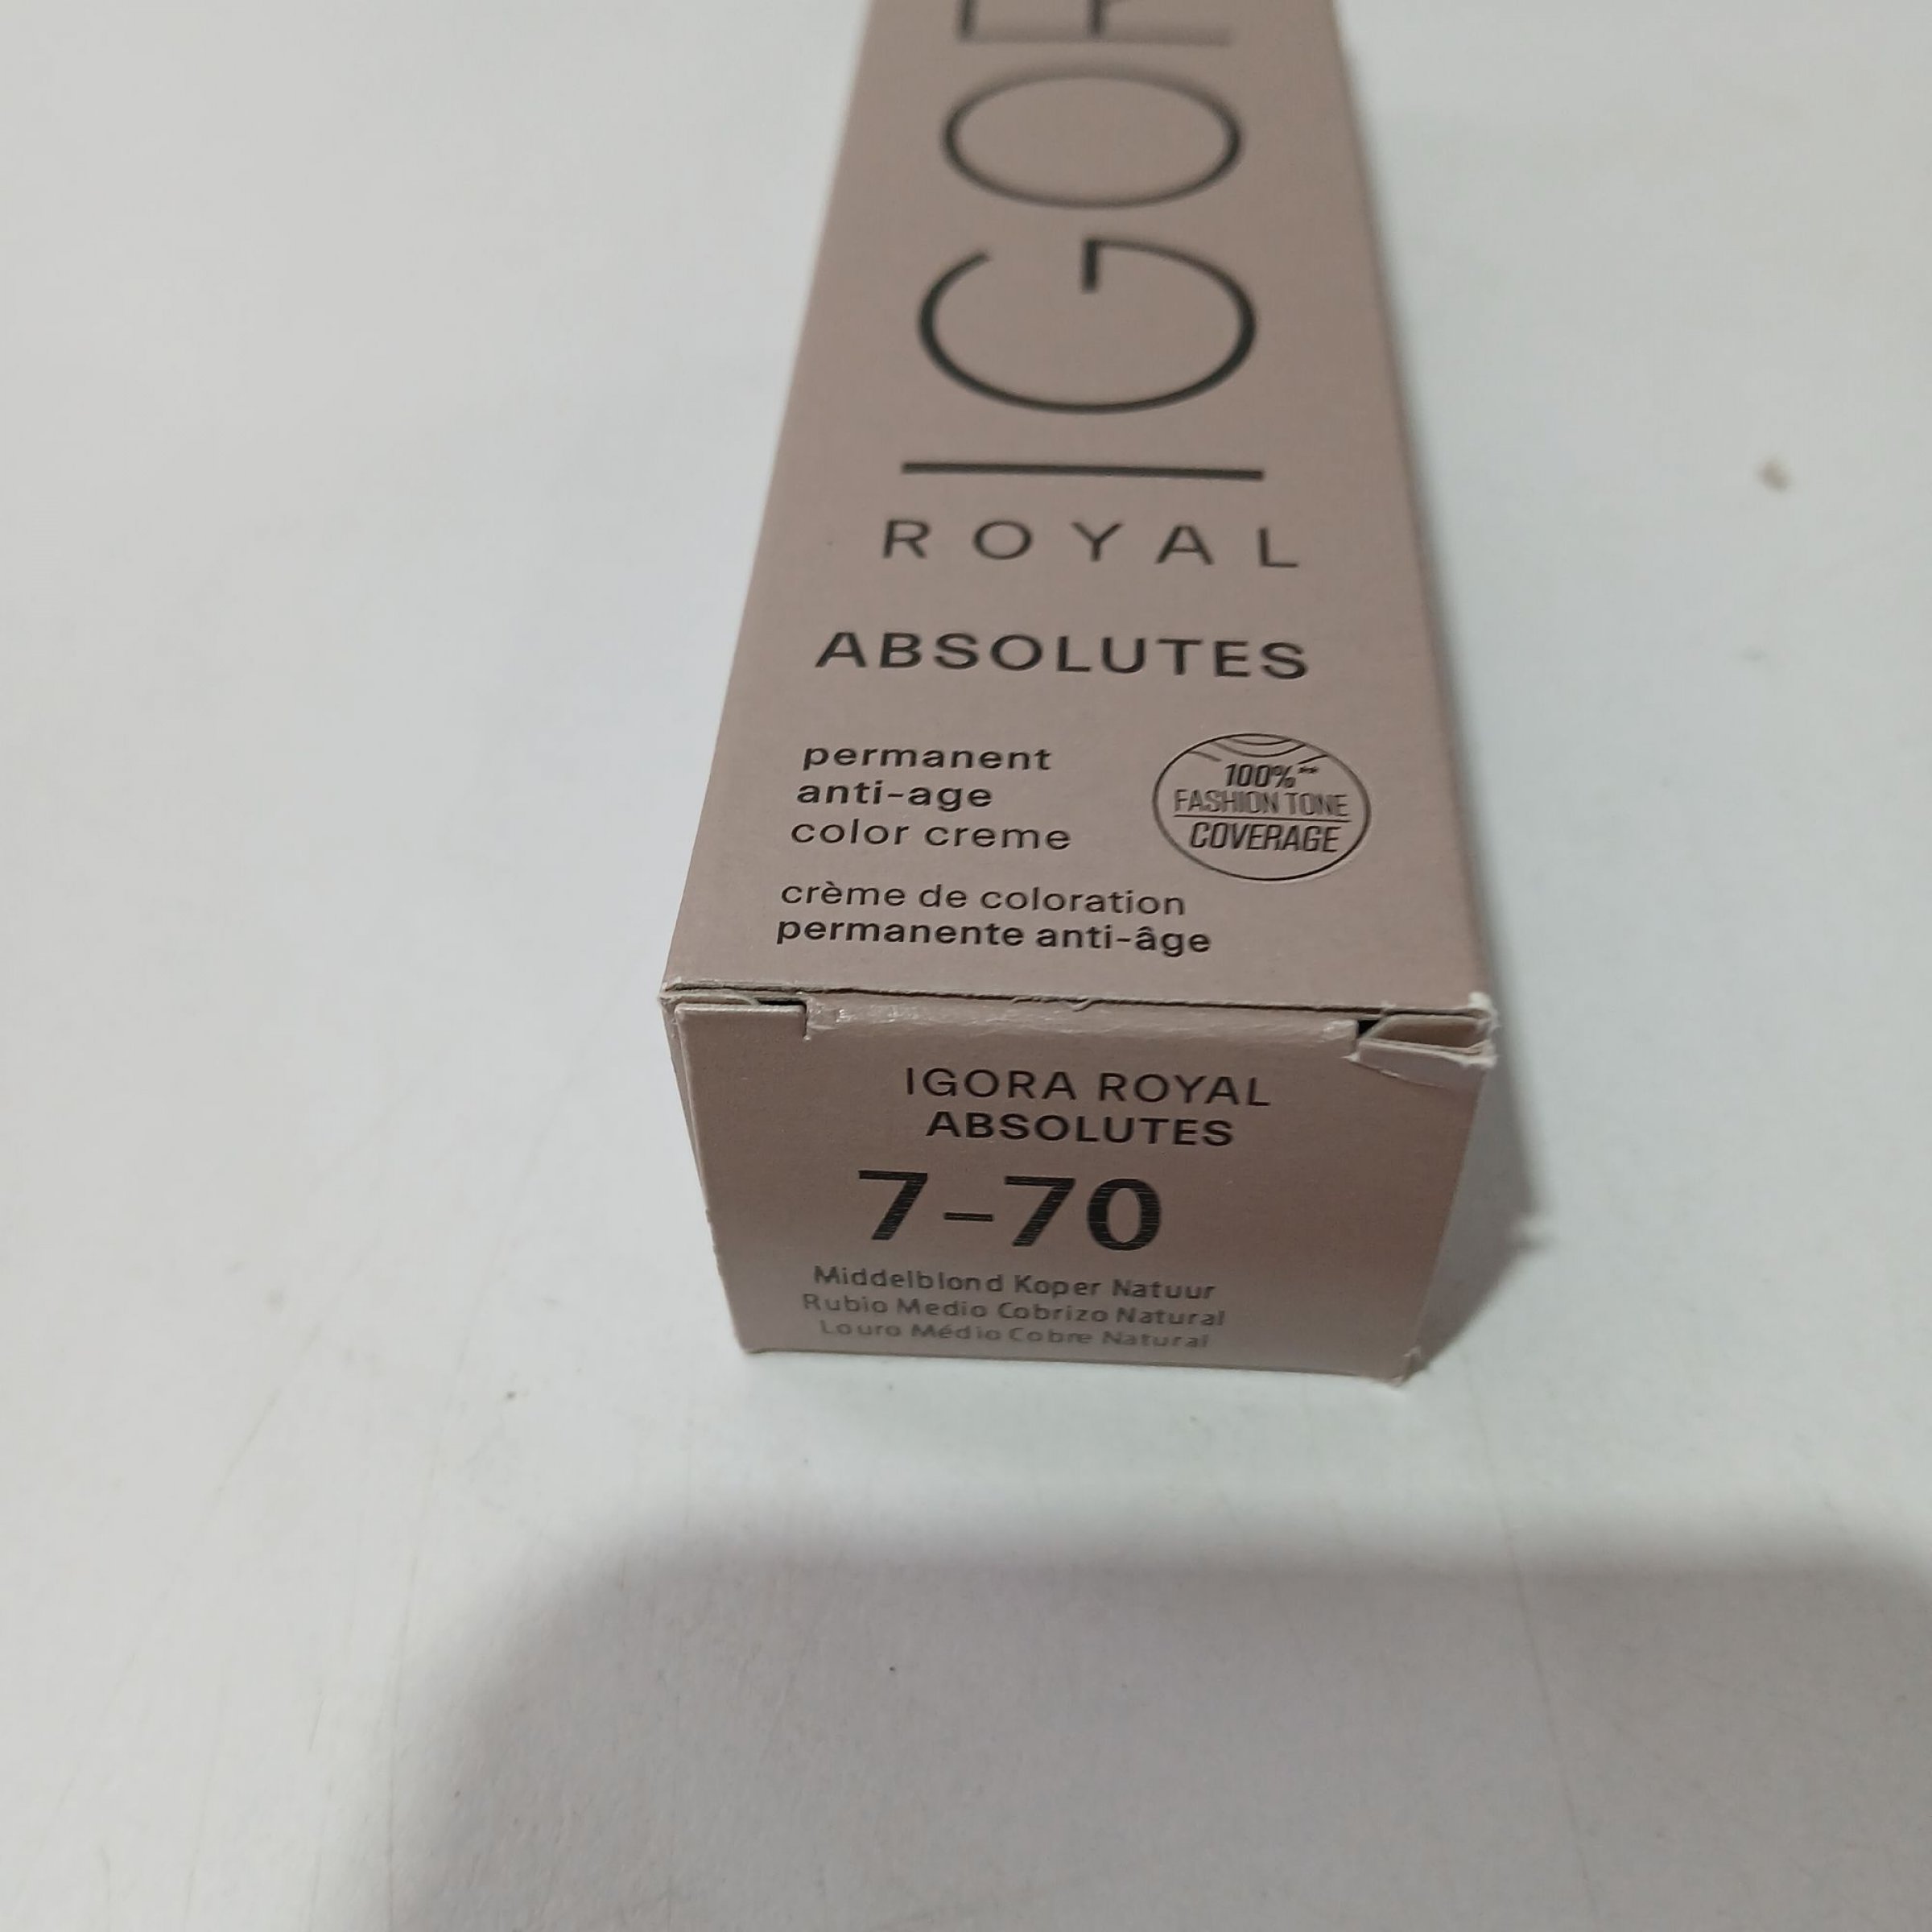 IGOR
ROYAL
ABSOLUTES
permanent
anti-age
color creme
100%**
FASHION TONE
COVERAGE
crème de coloration
permanente anti-âge
IGORA ROYAL
ABSOLUTES
7-70
Middelblond Koper Natuur
Rubio Medio Cobrizo Natural
Louro Médio Cobre Natural